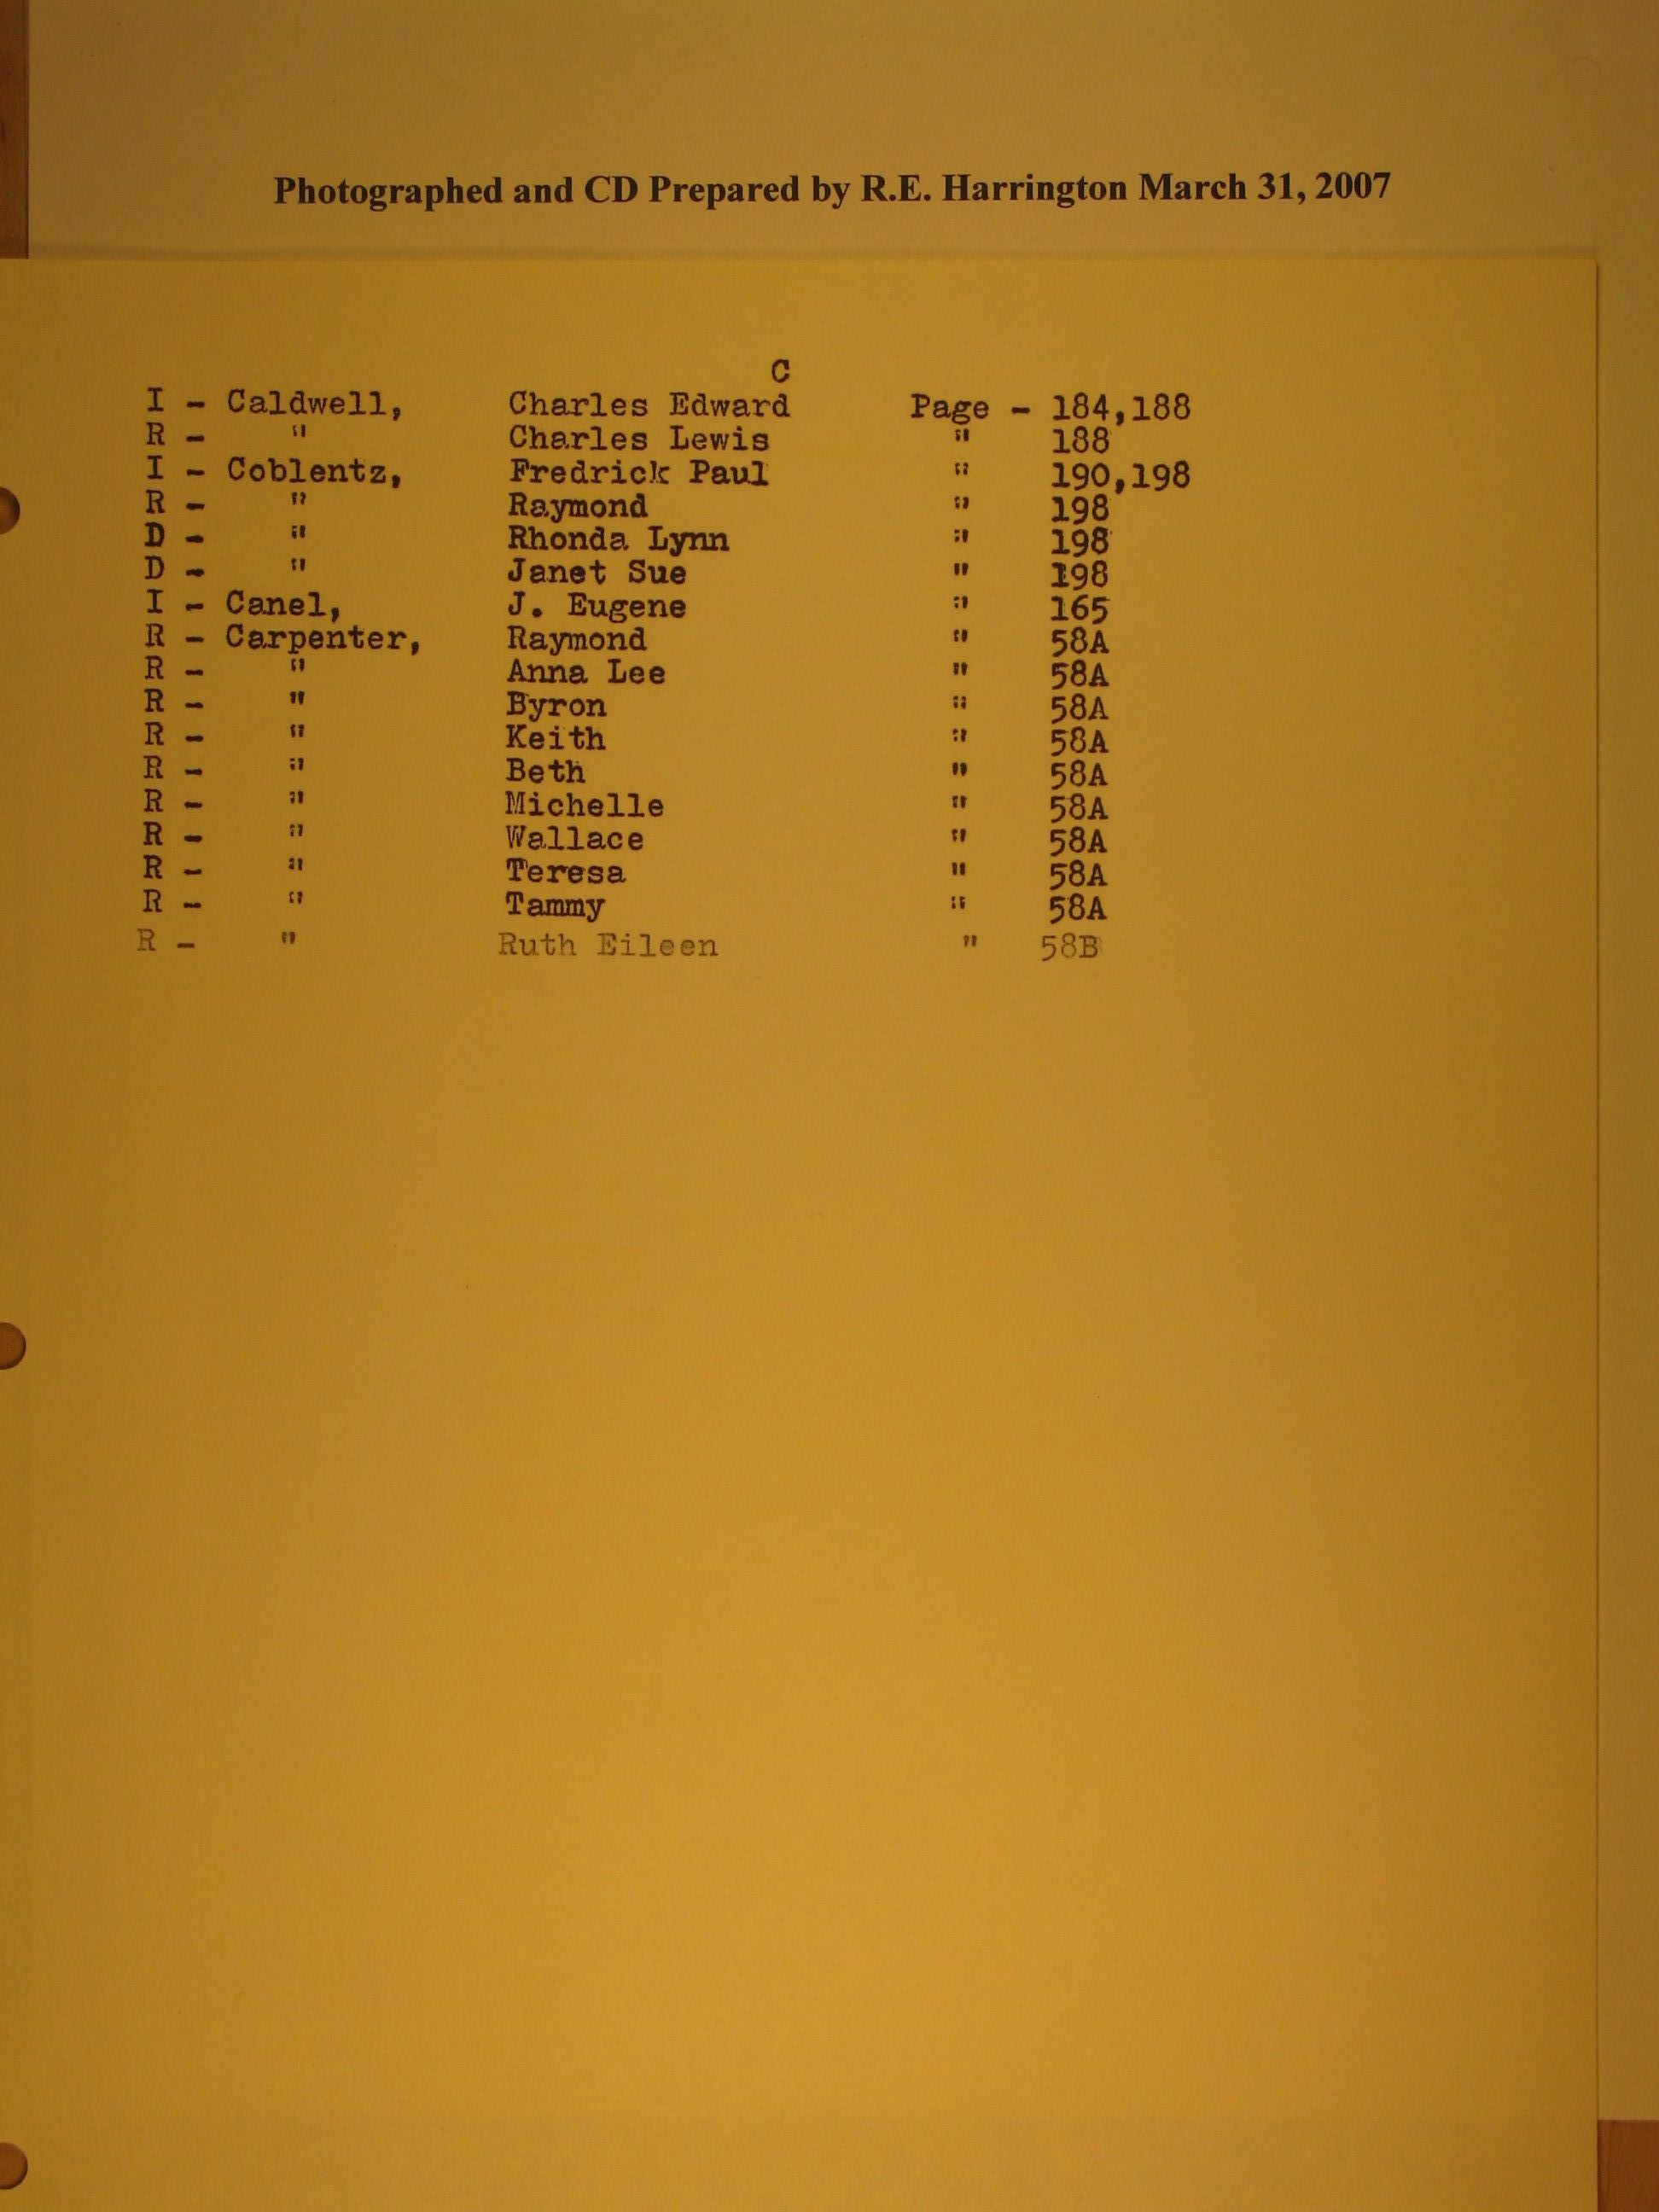 Photographed and CD Prepared by R.E. Harrington March 31, 2007
C
I - Caldwell, Charles Edward Page - 184,188
R - " Charles Lewis " 188
I - Coblentz, Fredrick Paul " 190,198
R - " Raymond " 198
D - " Rhonda Lynn " 198
D - " Janet Sue " 198
I - Canel, J. Eugene " 165
R - Carpenter, Raymond " 58A
R - " Anna Lee " 58A
R - " Byron " 58A
R - " Keith " 58A
R - " Beth " 58A
R - " Michelle " 58A
R - " Wallace " 58A
R - " Teresa " 58A
R - " Tammy " 58A
R - " Ruth Eileen " 58B